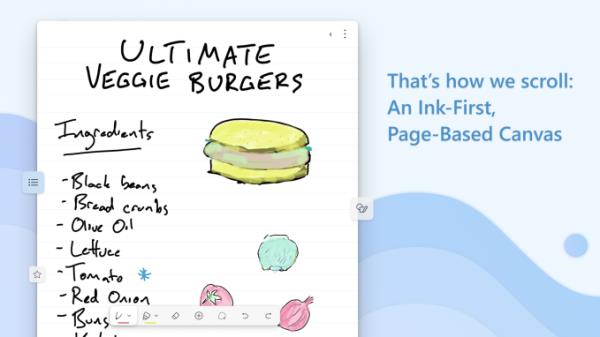 ULTIMATE
VEGGIE BURGERS
Ingredients
- Black beans
- Bread crumbs
- Olive Oil
- Lettuce
- Tomato *
- Red Onion
- Buns
That's how we scroll:
An Ink-First,
Page-Based Canvas